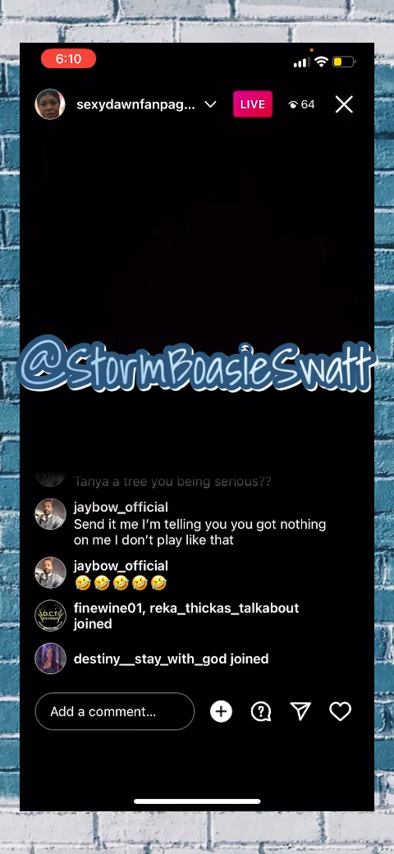 6:10
sexydawnfanpag...
LIVE
64
@StormBoasieSwatt
Tanya a tree you being serious??
jaybow_official
Send it me I'm telling you you got nothing
on me I don't play like that
jaybow_official
🤣🤣🤣🤣🤣
finewine01, reka_thickas_talkabout
joined
destiny__stay_with_god joined
Add a comment...